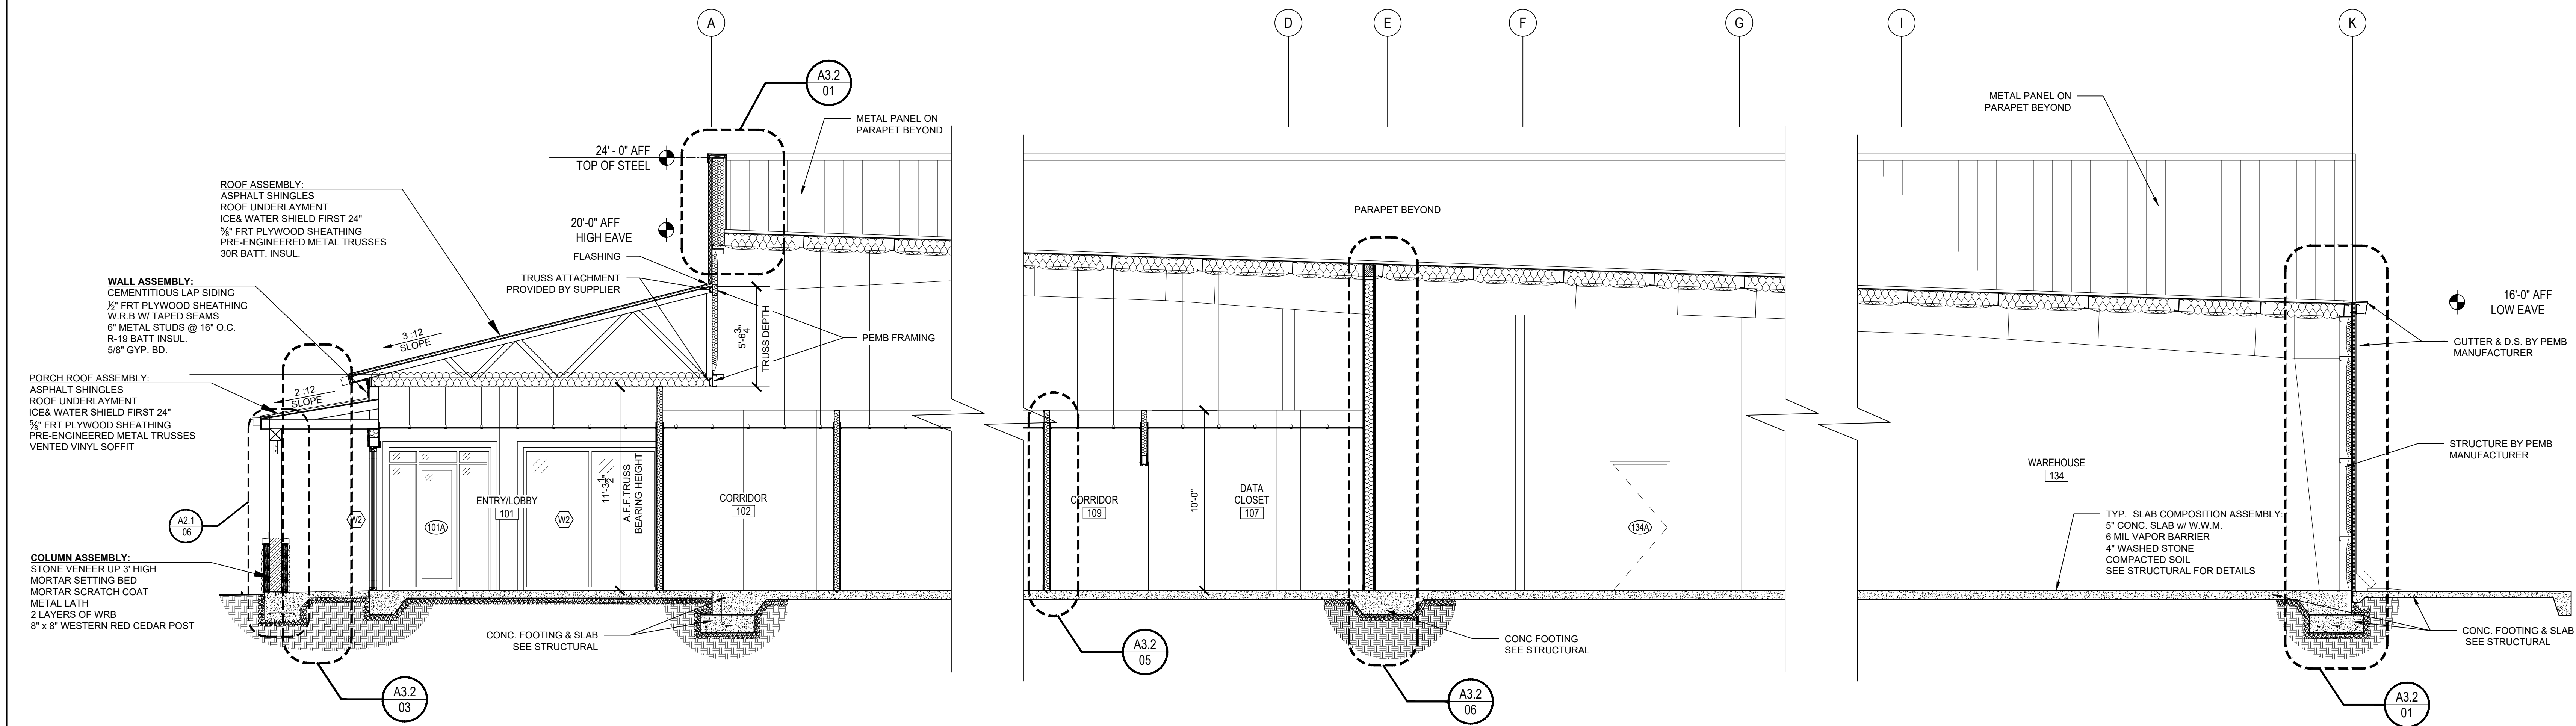 A
D
E
F
G
I
K
A3.2
01
METAL PANEL ON
PARAPET BEYOND
24' - 0" AFF
TOP OF STEEL
20'-0" AFF
HIGH EAVE
FLASHING
TRUSS ATTACHMENT
PROVIDED BY SUPPLIER
ROOF ASSEMBLY:
ASPHALT SHINGLES
ROOF UNDERLAYMENT
ICE& WATER SHIELD FIRST 24"
⅝" FRT PLYWOOD SHEATHING
PRE-ENGINEERED METAL TRUSSES
30R BATT. INSUL.
WALL ASSEMBLY:
CEMENTITIOUS LAP SIDING
½" FRT PLYWOOD SHEATHING
W.R.B W/ TAPED SEAMS
6" METAL STUDS @ 16" O.C.
R-19 BATT INSUL.
5/8" GYP. BD.
PORCH ROOF ASSEMBLY:
ASPHALT SHINGLES
ROOF UNDERLAYMENT
ICE& WATER SHIELD FIRST 24"
⅝" FRT PLYWOOD SHEATHING
PRE-ENGINEERED METAL TRUSSES
VENTED VINYL SOFFIT
3 :12
SLOPE
2 :12
SLOPE
5'-6¾"
TRUSS DEPTH
PEMB FRAMING
11'-3½"
A.F.F.TRUSS
BEARING HEIGHT
ENTRY/LOBBY
101
101A
W2
W2
CORRIDOR
102
A2.1
06
COLUMN ASSEMBLY:
STONE VENEER UP 3' HIGH
MORTAR SETTING BED
MORTAR SCRATCH COAT
METAL LATH
2 LAYERS OF WRB
8" x 8" WESTERN RED CEDAR POST
CONC. FOOTING & SLAB
SEE STRUCTURAL
A3.2
03
PARAPET BEYOND
CORRIDOR
109
10'-0"
DATA
CLOSET
107
134A
A3.2
05
CONC FOOTING
SEE STRUCTURAL
A3.2
06
METAL PANEL ON
PARAPET BEYOND
16'-0" AFF
LOW EAVE
GUTTER & D.S. BY PEMB
MANUFACTURER
STRUCTURE BY PEMB
MANUFACTURER
WAREHOUSE
134
TYP. SLAB COMPOSITION ASSEMBLY:
5" CONC. SLAB w/ W.W.M.
6 MIL VAPOR BARRIER
4" WASHED STONE
COMPACTED SOIL
SEE STRUCTURAL FOR DETAILS
CONC. FOOTING & SLAB
SEE STRUCTURAL
A3.2
01